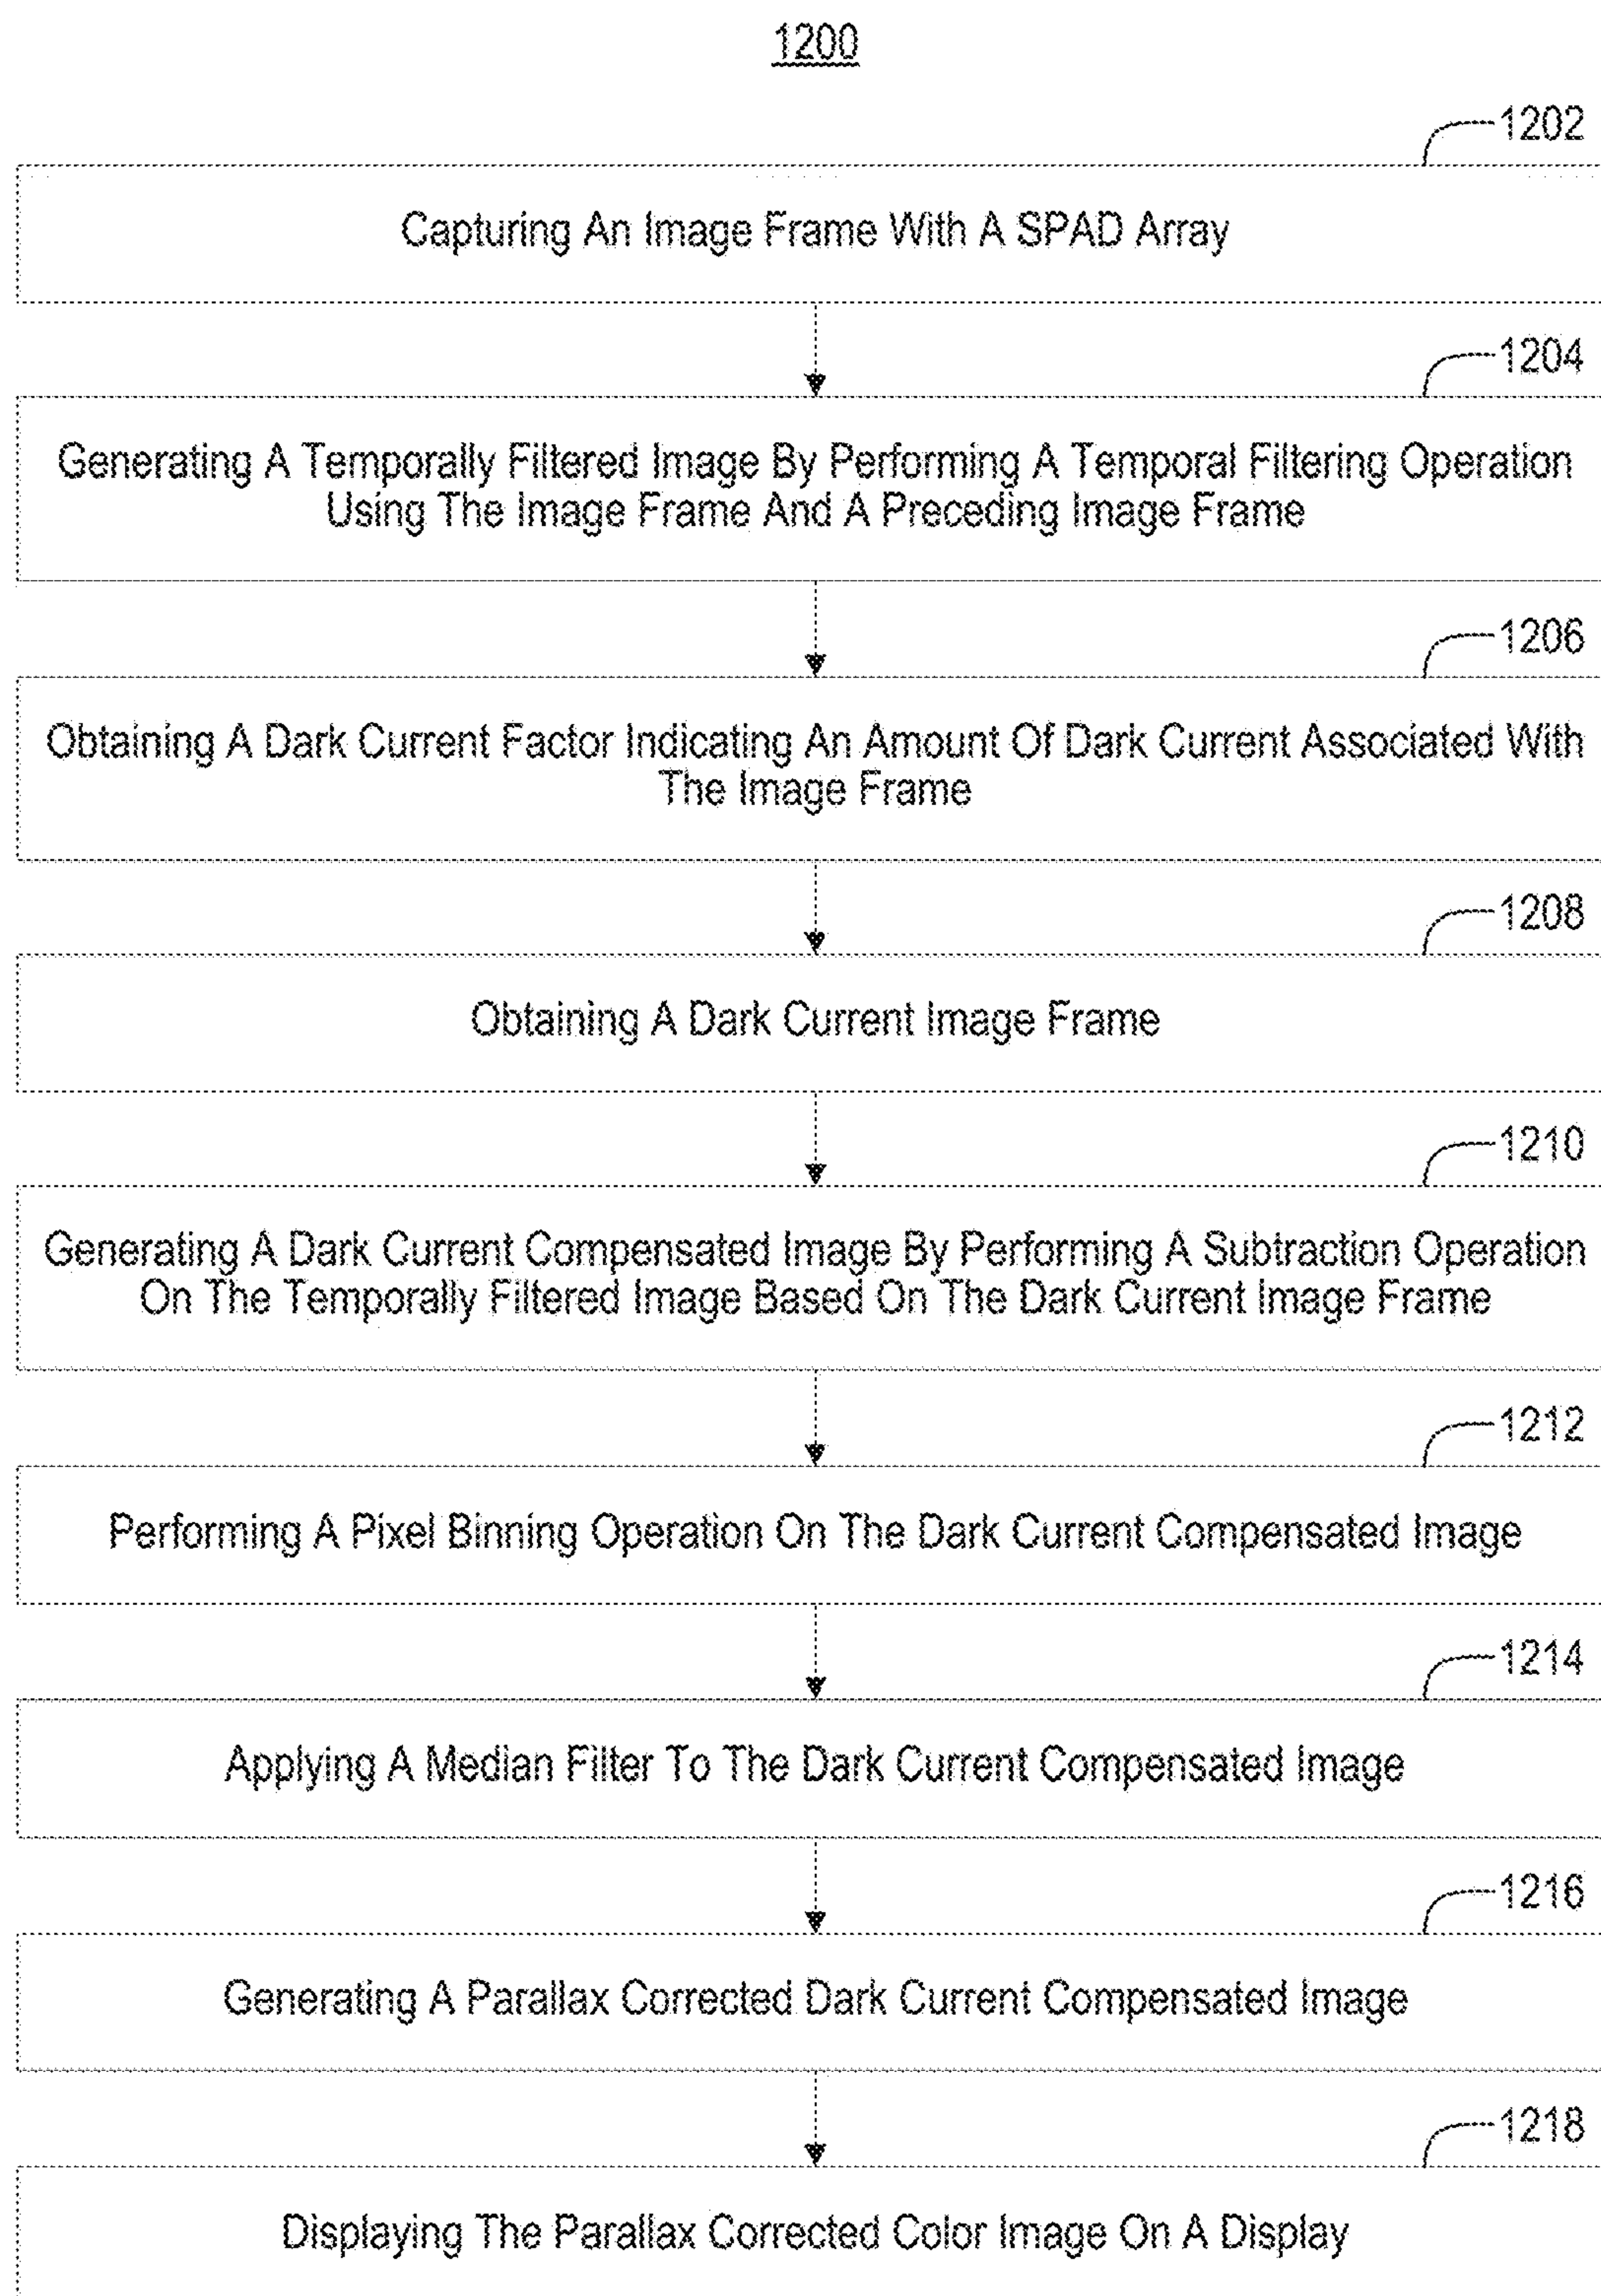 1200
1202
Capturing An Image Frame With A SPAD Array
1204
Generating A Temporally Filtered Image By Performing A Temporal Filtering Operation
Using The Image Frame And A Preceding Image Frame
1206
Obtaining A Dark Current Factor Indicating An Amount Of Dark Current Associated With
The Image Frame
1208
Obtaining A Dark Current Image Frame
1210
Generating A Dark Current Compensated Image By Performing A Subtraction Operation
On The Temporally Filtered Image Based On The Dark Current Image Frame
1212
Performing A Pixel Binning Operation On The Dark Current Compensated Image
1214
Applying A Median Filter To The Dark Current Compensated Image
1216
Generating A Parallax Corrected Dark Current Compensated Image
1218
Displaying The Parallax Corrected Color Image On A Display